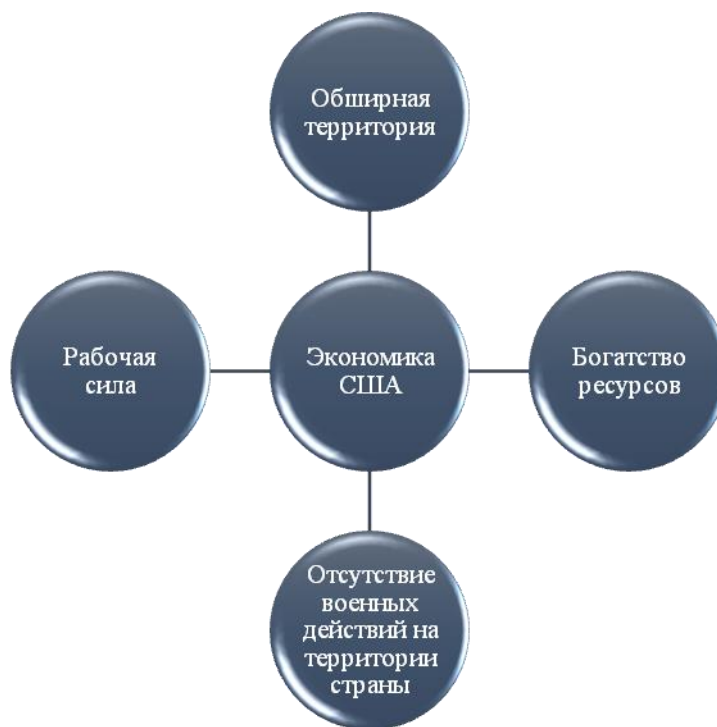 Обширная
территория
Рабочая
сила
Экономика
США
Богатство
ресурсов
Отсутствие
военных
действий на
территории
страны